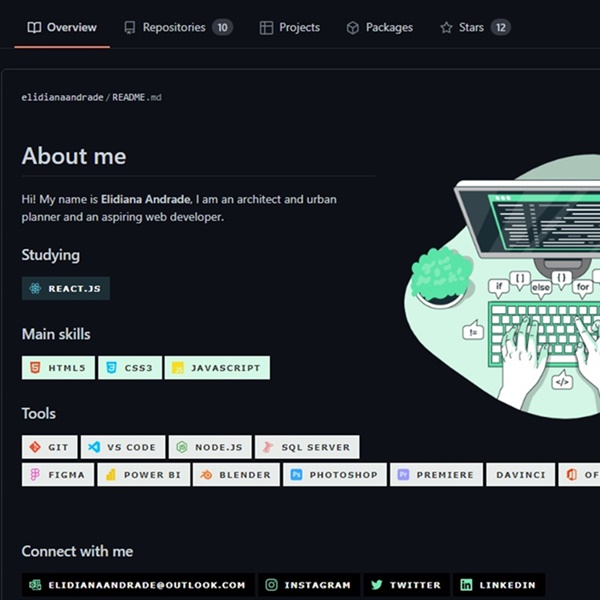 Overview Repositories 10 Projects Packages Stars 12
elidianaandrade / README.md
About me
Hi! My name is Elidiana Andrade, I am an architect and urban
planner and an aspiring web developer.
Studying
REACT.JS
Main skills
HTML5 CSS3 JAVASCRIPT
Tools
GIT VS CODE NODE.JS SQL SERVER
FIGMA POWER BI BLENDER Ps PHOTOSHOP Pr PREMIERE DAVINCI
[ ] { }
if else for
!=
</>
Connect with me
ELIDIANAANDRADE@OUTLOOK.COM INSTAGRAM TWITTER in LINKEDIN